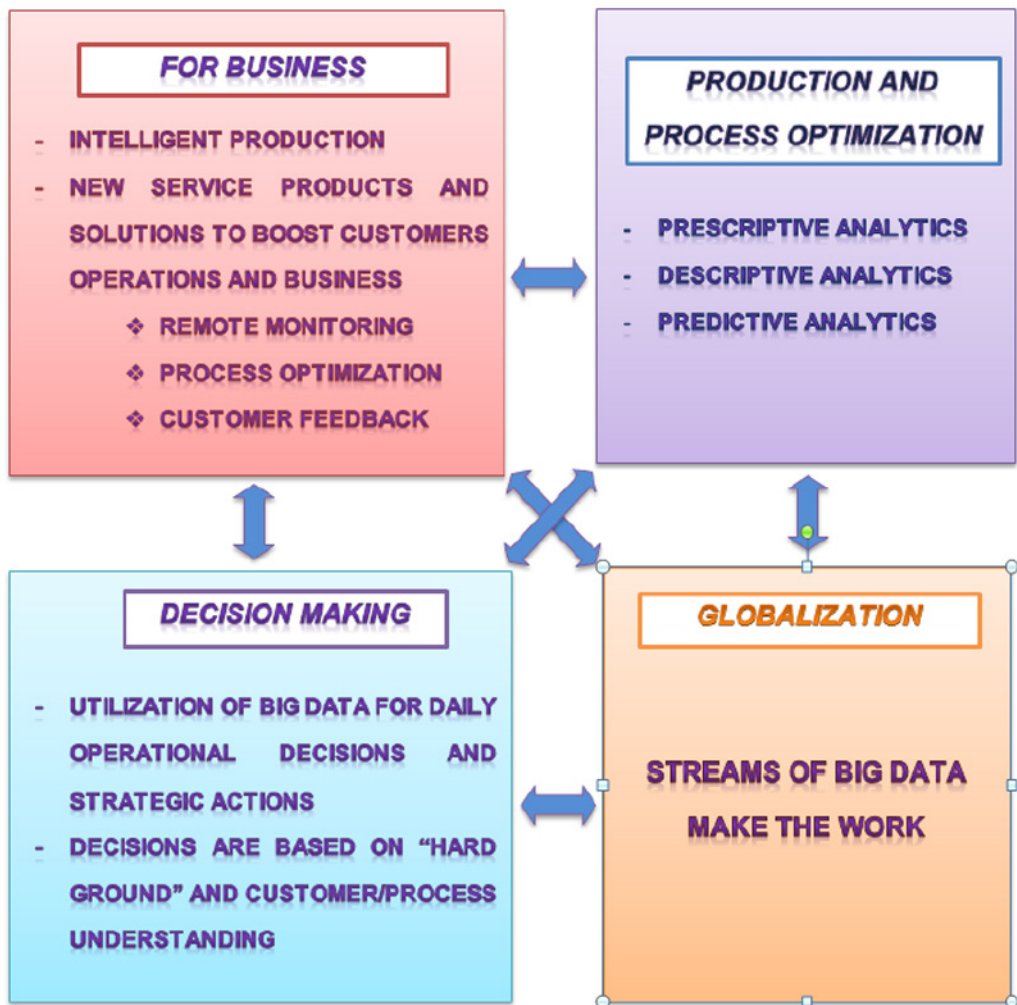 FOR BUSINESS
- INTELLIGENT PRODUCTION
- NEW SERVICE PRODUCTS AND
SOLUTIONS TO BOOST CUSTOMERS
OPERATIONS AND BUSINESS
❖ REMOTE MONITORING
❖ PROCESS OPTIMIZATION
❖ CUSTOMER FEEDBACK
PRODUCTION AND
PROCESS OPTIMIZATION
- PRESCRIPTIVE ANALYTICS
- DESCRIPTIVE ANALYTICS
- PREDICTIVE ANALYTICS
DECISION MAKING
- UTILIZATION OF BIG DATA FOR DAILY
OPERATIONAL DECISIONS AND
STRATEGIC ACTIONS
- DECISIONS ARE BASED ON “HARD
GROUND” AND CUSTOMER/PROCESS
UNDERSTANDING
GLOBALIZATION
STREAMS OF BIG DATA
MAKE THE WORK